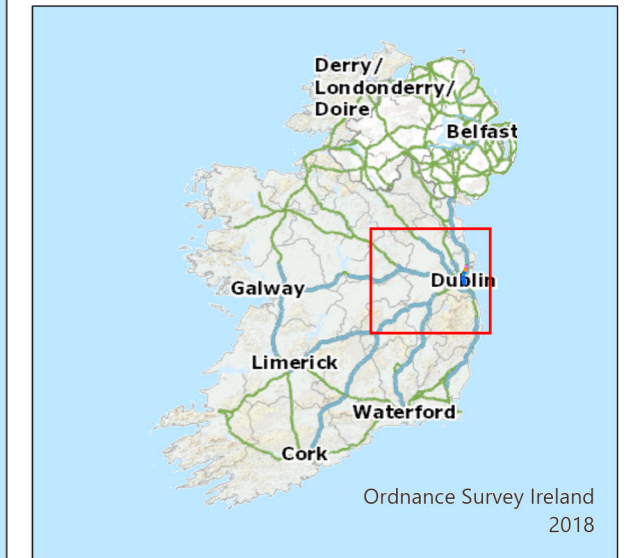 Derry/
Londonderry/
Doire
Belfast
Dublin
Galway
Limerick
Waterford
Cork
Ordnance Survey Ireland
2018